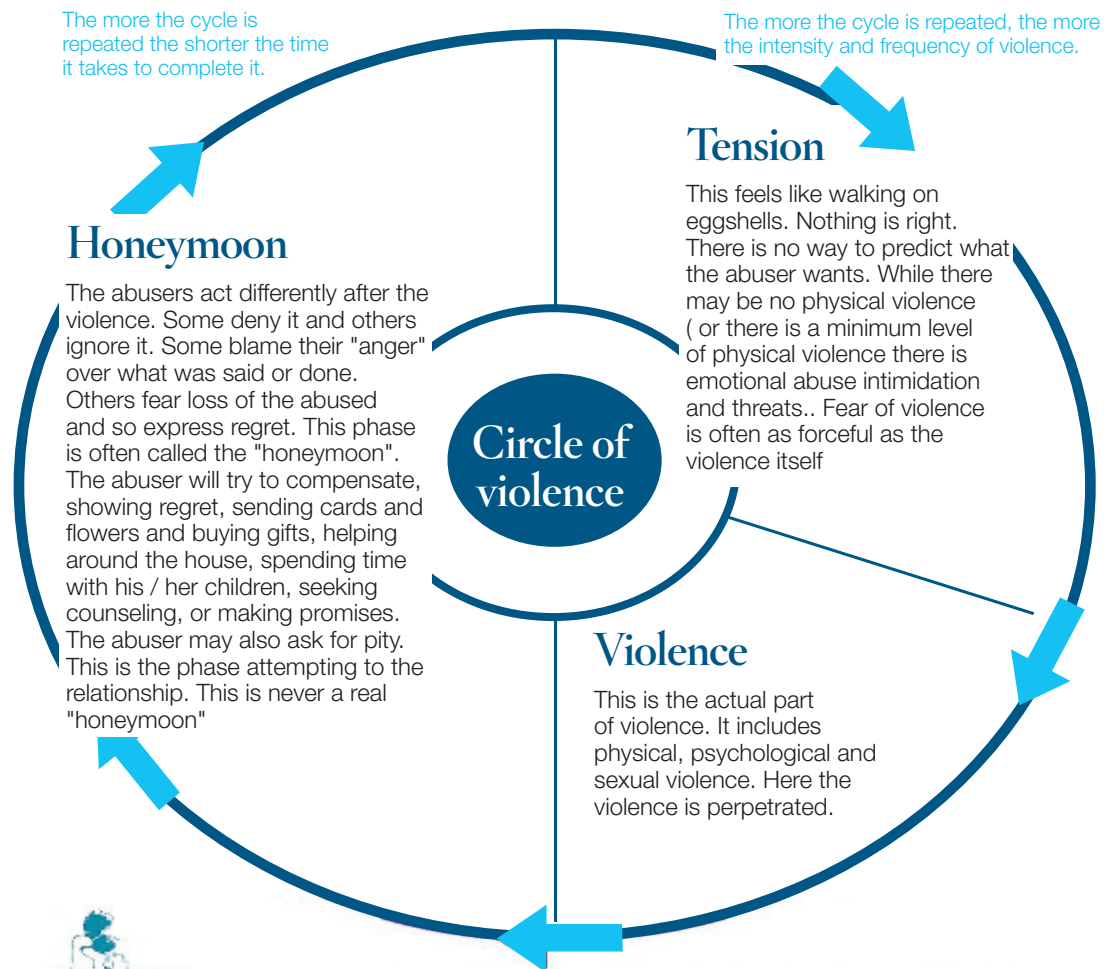 The more the cycle is
repeated the shorter the time
it takes to complete it.
The more the cycle is repeated, the more
the intensity and frequency of violence.
Tension
This feels like walking on
eggshells. Nothing is right.
There is no way to predict what
the abuser wants. While there
may be no physical violence
( or there is a minimum level
of physical violence there is
emotional abuse intimidation
and threats.. Fear of violence
is often as forceful as the
violence itself
Honeymoon
The abusers act differently after the
violence. Some deny it and others
ignore it. Some blame their "anger"
over what was said or done.
Others fear loss of the abused
and so express regret. This phase
is often called the "honeymoon".
The abuser will try to compensate,
showing regret, sending cards and
flowers and buying gifts, helping
around the house, spending time
with his / her children, seeking
counseling, or making promises.
The abuser may also ask for pity.
This is the phase attempting to the
relationship. This is never a real
"honeymoon"
Circle of
violence
Violence
This is the actual part
of violence. It includes
physical, psychological and
sexual violence. Here the
violence is perpetrated.